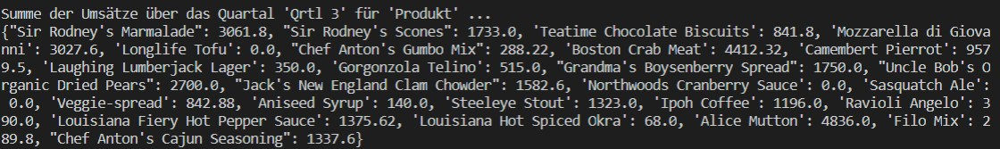 Summe der Umsätze über das Quartal 'Qrtl 3' für 'Produkt' ...
{"Sir Rodney's Marmalade": 3061.8, "Sir Rodney's Scones": 1733.0, 'Teatime Chocolate Biscuits': 841.8, 'Mozzarella di Giova
nni': 3027.6, 'Longlife Tofu': 0.0, "Chef Anton's Gumbo Mix": 288.22, 'Boston Crab Meat': 4412.32, 'Camembert Pierrot': 957
9.5, 'Laughing Lumberjack Lager': 350.0, 'Gorgonzola Telino': 515.0, "Grandma's Boysenberry Spread": 1750.0, "Uncle Bob's O
rganic Dried Pears": 2700.0, "Jack's New England Clam Chowder": 1582.6, 'Northwoods Cranberry Sauce': 0.0, 'Sasquatch Ale':
 0.0, 'Veggie-spread': 842.88, 'Aniseed Syrup': 140.0, 'Steeleye Stout': 1323.0, 'Ipoh Coffee': 1196.0, 'Ravioli Angelo': 3
90.0, 'Louisiana Fiery Hot Pepper Sauce': 1375.62, 'Louisiana Hot Spiced Okra': 68.0, 'Alice Mutton': 4836.0, 'Filo Mix': 2
89.8, "Chef Anton's Cajun Seasoning": 1337.6}